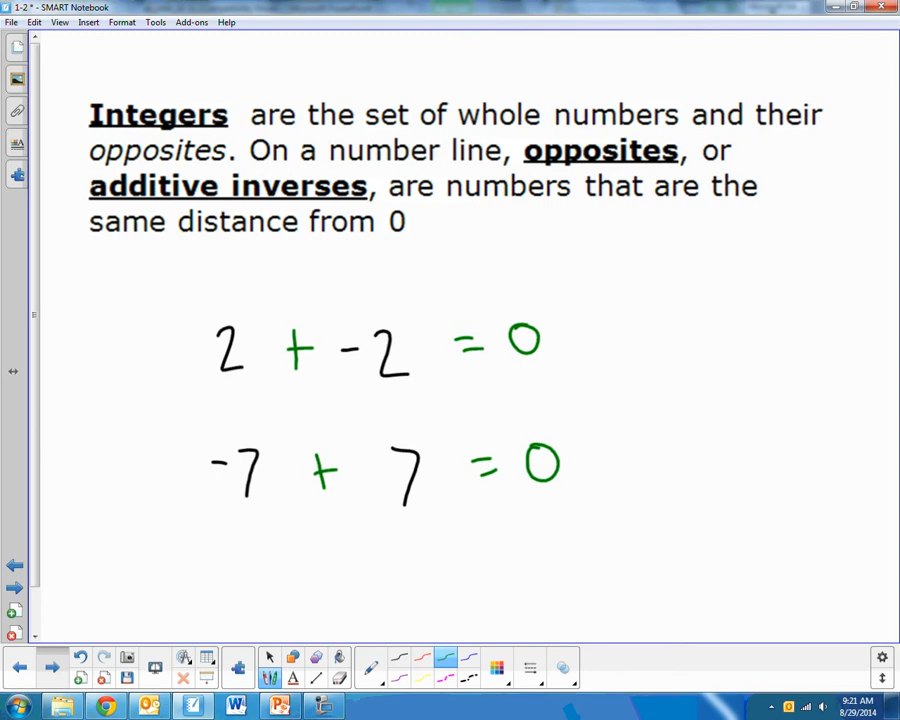 1-2 * - SMART Notebook
File Edit View Insert Format Tools Add-ons Help
Integers are the set of whole numbers and their
opposites. On a number line, opposites, or
additive inverses, are numbers that are the
same distance from 0
2 + -2 = 0
-7 + 7 = 0
9:21 AM
8/29/2014